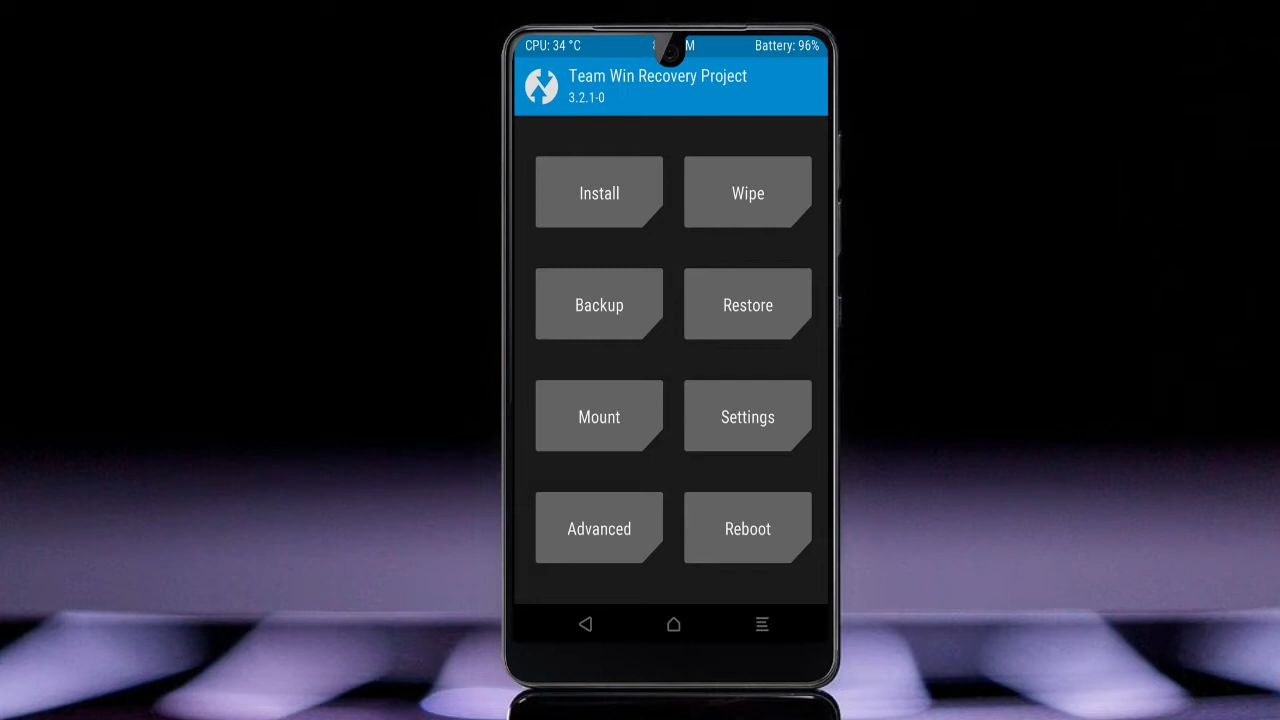 CPU: 34 °C
M
Battery: 96%
Team Win Recovery Project
3.2.1-0
Install
Wipe
Backup
Restore
Mount
Settings
Advanced
Reboot